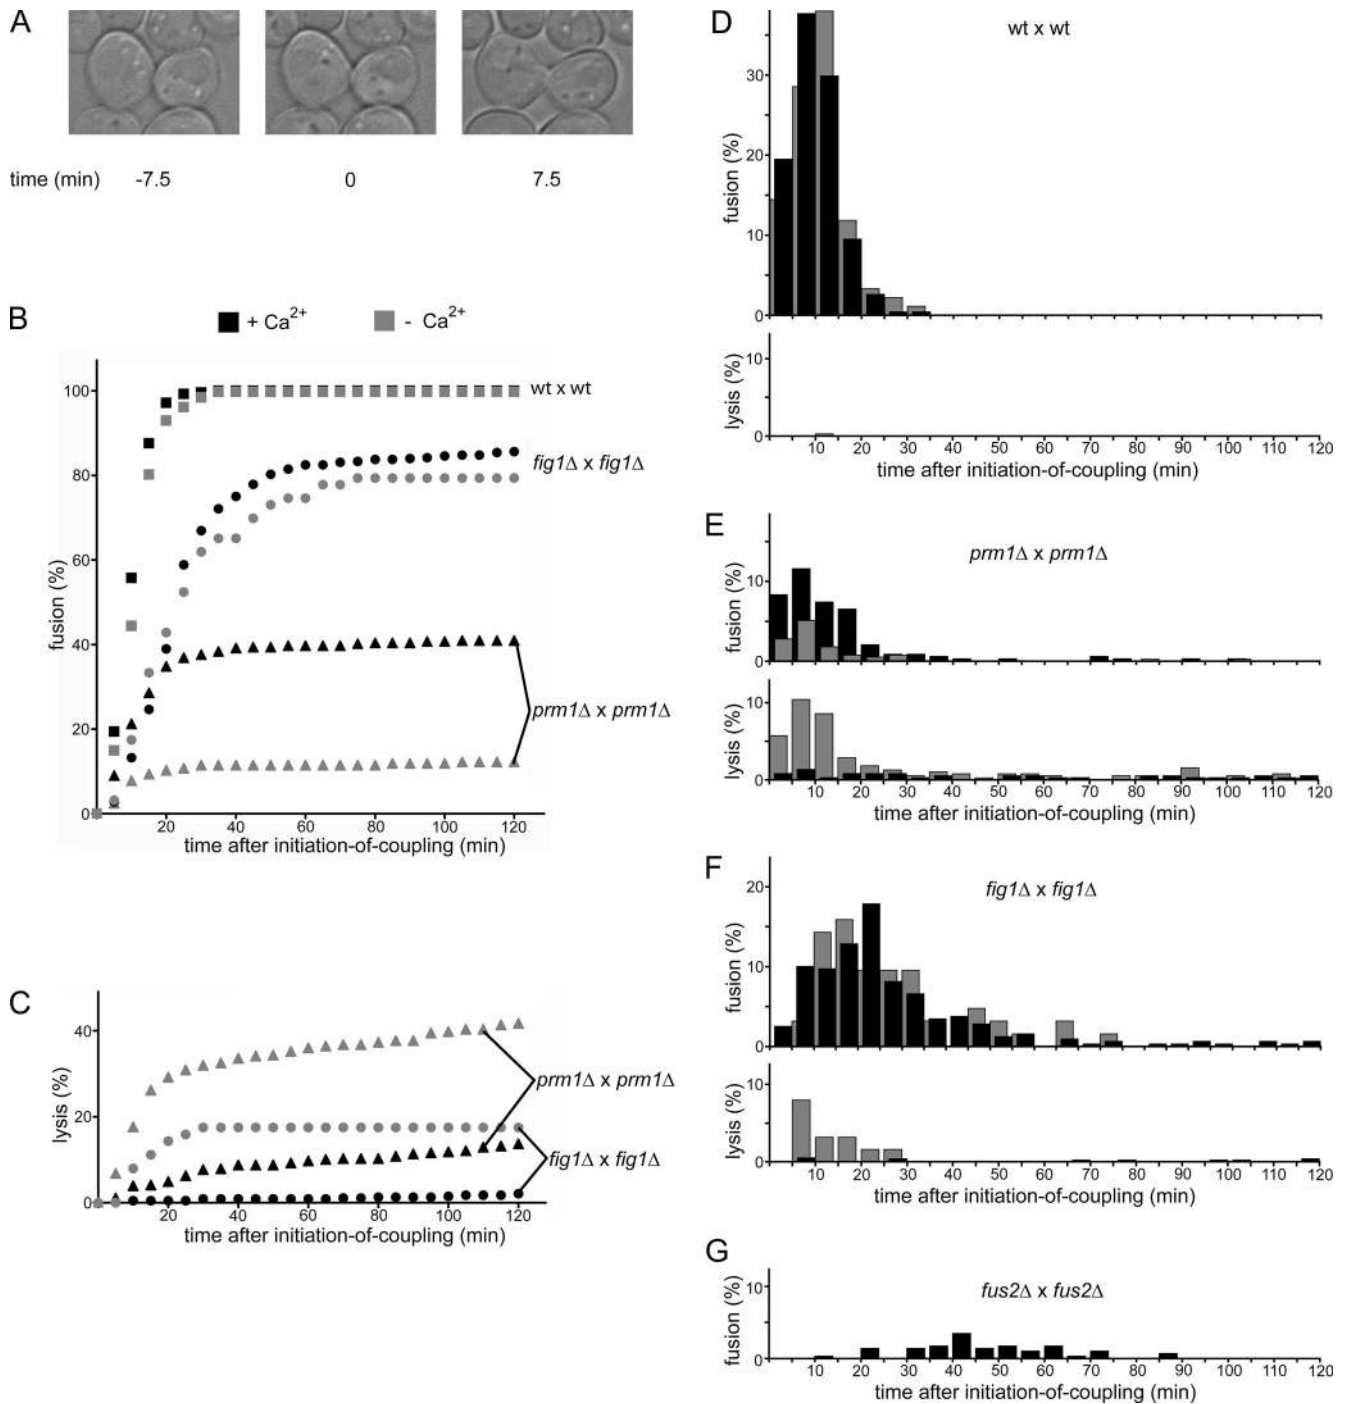 A
time (min) -7.5 0 7.5
B
+ Ca2+ - Ca2+
100
80
60
40
20
0
fusion (%)
wt x wt
fig1Δ x fig1Δ
prm1Δ x prm1Δ
20 40 60 80 100 120
time after initiation-of-coupling (min)
C
40
20
0
lysis (%)
prm1Δ x prm1Δ
fig1Δ x fig1Δ
20 40 60 80 100 120
time after initiation-of-coupling (min)
D
wt x wt
30
20
10
0
fusion (%)
10
0
lysis (%)
10 20 30 40 50 60 70 80 90 100 110 120
time after initiation-of-coupling (min)
E
prm1Δ x prm1Δ
10
0
fusion (%)
10
0
lysis (%)
10 20 30 40 50 60 70 80 90 100 110 120
time after initiation-of-coupling (min)
F
fig1Δ x fig1Δ
20
10
0
fusion (%)
10
0
lysis (%)
10 20 30 40 50 60 70 80 90 100 110 120
time after initiation-of-coupling (min)
G
fus2Δ x fus2Δ
10
0
fusion (%)
10 20 30 40 50 60 70 80 90 100 110 120
time after initiation-of-coupling (min)